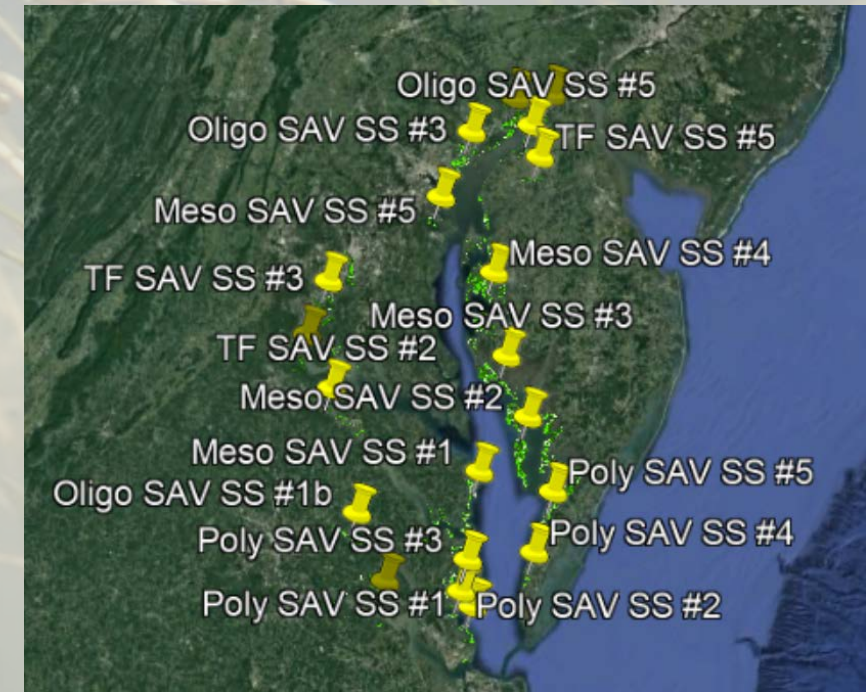 Oligo SAV SS #5
Oligo SAV SS #3
TF SAV SS #5
Meso SAV SS #5
Meso SAV SS #4
TF SAV SS #3
Meso SAV SS #3
TF SAV SS #2
Meso SAV SS #2
Meso SAV SS #1
Poly SAV SS #5
Oligo SAV SS #1b
Poly SAV SS #4
Poly SAV SS #3
Poly SAV SS #1
Poly SAV SS #2